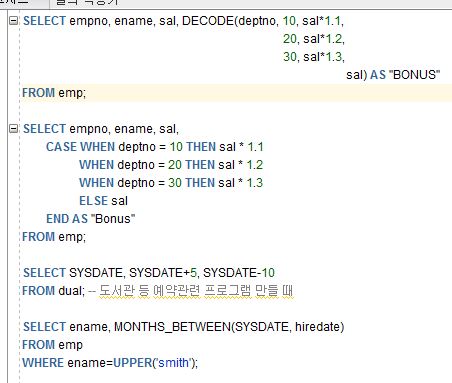 SELECT empno, ename, sal, DECODE(deptno, 10, sal*1.1,
20, sal*1.2,
30, sal*1.3,
sal) AS "BONUS"
FROM emp;
SELECT empno, ename, sal,
CASE WHEN deptno = 10 THEN sal * 1.1
WHEN deptno = 20 THEN sal * 1.2
WHEN deptno = 30 THEN sal * 1.3
ELSE sal
END AS "Bonus"
FROM emp;
SELECT SYSDATE, SYSDATE+5, SYSDATE-10
FROM dual; -- 도서관 등 예약관련 프로그램 만들 때
SELECT ename, MONTHS_BETWEEN(SYSDATE, hiredate)
FROM emp
WHERE ename=UPPER('smith');